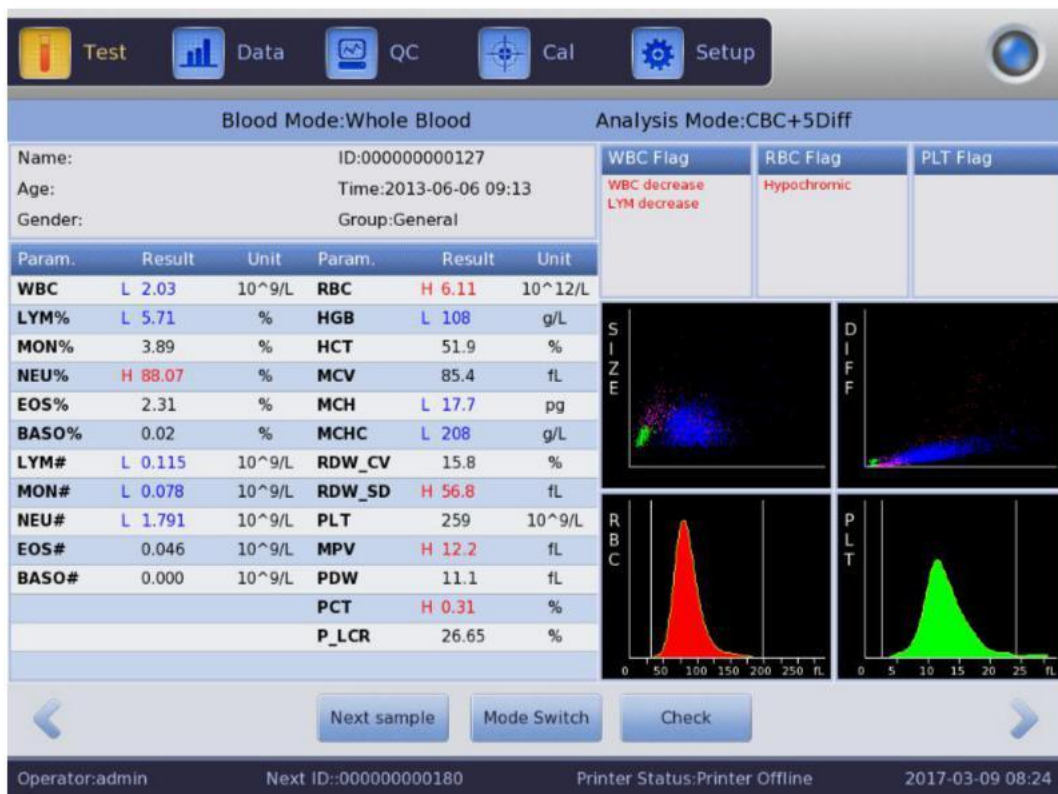 Test Data QC Cal Setup
Blood Mode:Whole Blood Analysis Mode:CBC+5Diff
Name: ID:000000000127
Age: Time:2013-06-06 09:13
Gender: Group:General
WBC Flag RBC Flag PLT Flag
WBC decrease Hypochromic
LYM decrease
Param. Result Unit Param. Result Unit
WBC L 2.03 10^9/L RBC H 6.11 10^12/L
LYM% L 5.71 % HGB L 108 g/L
MON% 3.89 % HCT 51.9 %
NEU% H 88.07 % MCV 85.4 fL
EOS% 2.31 % MCH L 17.7 pg
BASO% 0.02 % MCHC L 208 g/L
LYM# L 0.115 10^9/L RDW_CV 15.8 %
MON# L 0.078 10^9/L RDW_SD H 56.8 fL
NEU# L 1.791 10^9/L PLT 259 10^9/L
EOS# 0.046 10^9/L MPV H 12.2 fL
BASO# 0.000 10^9/L PDW 11.1 fL
PCT H 0.31 %
P_LCR 26.65 %
SIZE
DIFF
RBC
0 50 100 150 200 250 fL
PLT
0 5 10 15 20 25 fL
Next sample Mode Switch Check
Operator:admin Next ID::000000000180 Printer Status:Printer Offline 2017-03-09 08:24